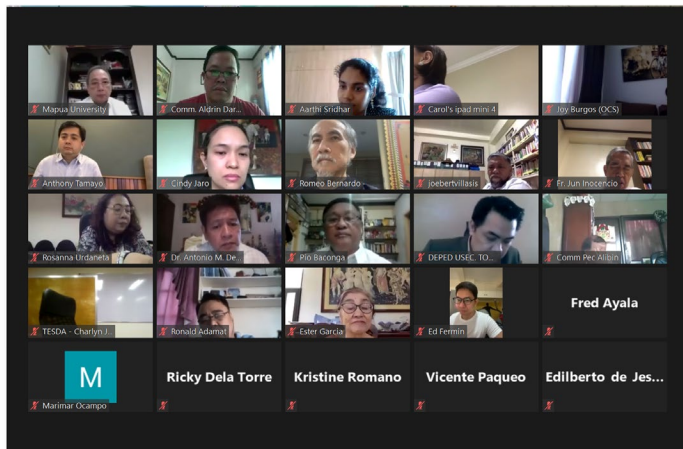 Mapua University
Comm. Aldrin Dar...
Aarthi Sridhar
Carol's ipad mini 4
Joy Burgos (OCS)
Anthony Tamayo
Cindy Jaro
Romeo Bernardo
joebertvillasis
Fr. Jun Inocencio
Rosanna Urdaneta
Dr. Antonio M. De...
Plo Baconga
DEPED USEC. TO...
Comm Pec Alibin
TESDA - Charlyn J...
Ronald Adamat
Ester Garcia
Ed Fermin
Fred Ayala
M
Marimar Ocampo
Ricky Dela Torre
Kristine Romano
Vicente Paqueo
Edilberto de Jes...